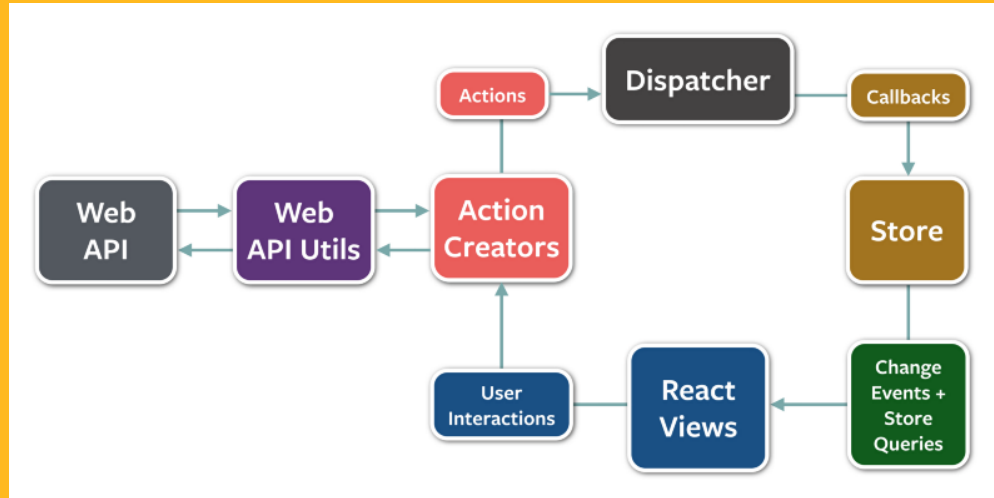 Dispatcher
Actions
Callbacks
Web
API
Web
API Utils
Action
Creators
Store
User
Interactions
React
Views
Change
Events +
Store
Queries